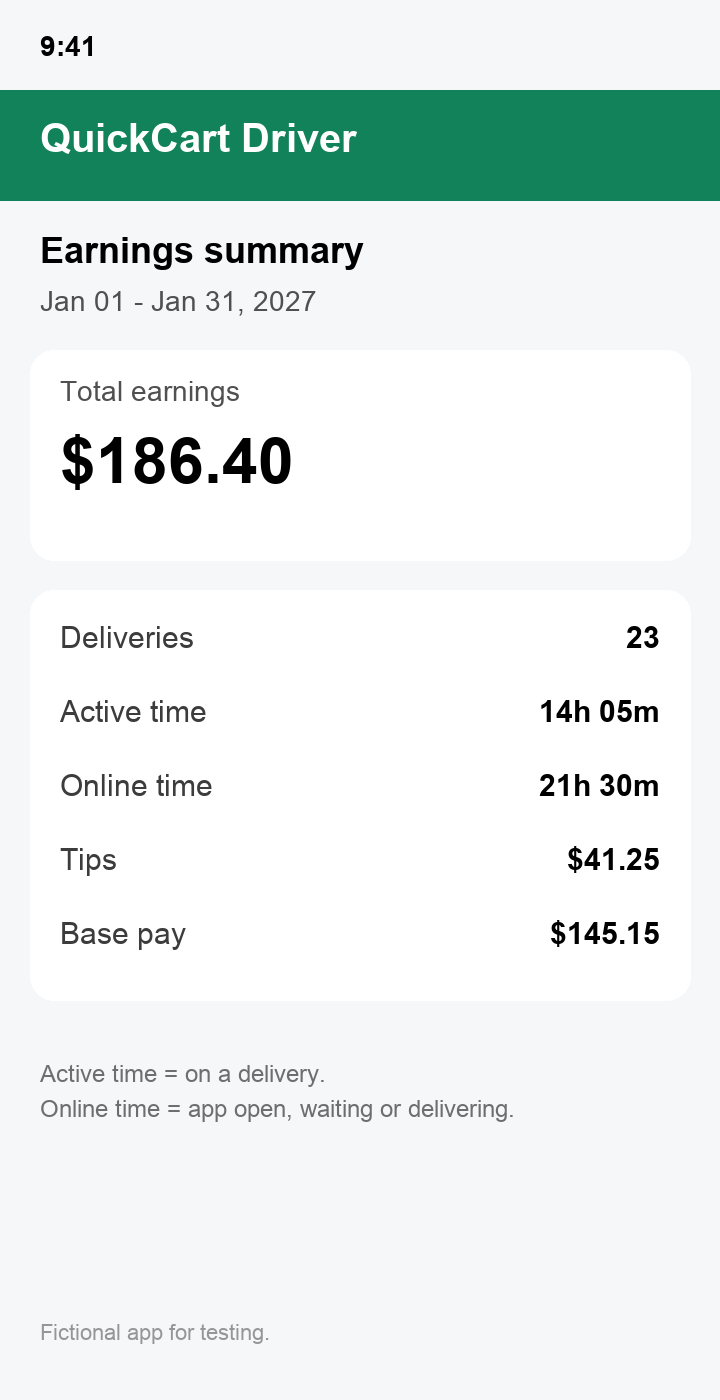 9:41
QuickCart Driver
Earnings summary
Jan 01 - Jan 31, 2027
Total earnings
$186.40
Deliveries 23
Active time 14h 05m
Online time 21h 30m
Tips $41.25
Base pay $145.15
Active time = on a delivery.
Online time = app open, waiting or delivering.
Fictional app for testing.